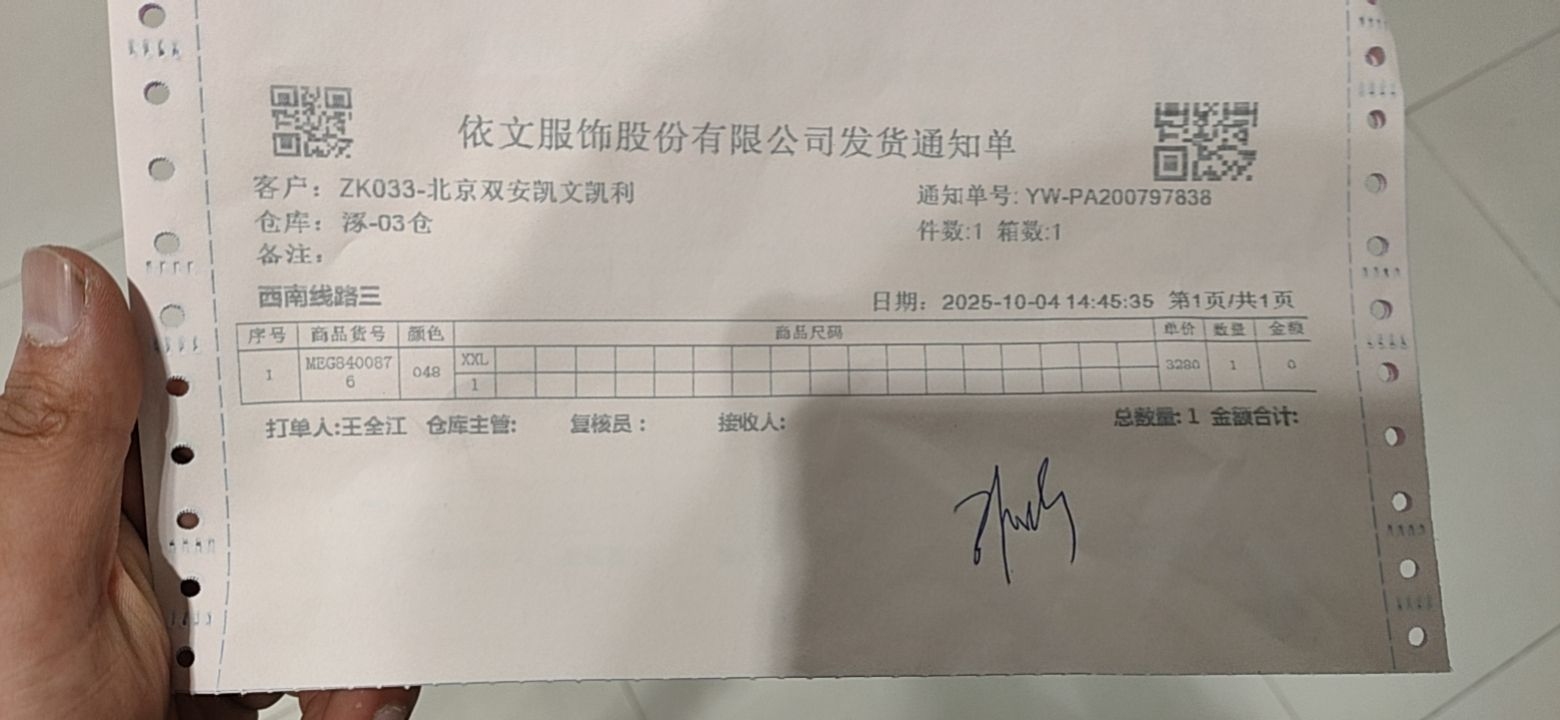 依文服饰股份有限公司发货通知单
客户：ZK033-北京双安凯文凯利
通知单号:YW-PA200797838
仓库：涿-03仓
件数:1 箱数:1
备注：
西南线路三
日期：2025-10-04 14:45:35 第1页/共1页
序号 商品货号 颜色 商品尺码 单价 数量 金额
1 MEG8400876 048 XXL 1 3280 1 0
打单人:王全江 仓库主管: 复核员： 接收人: 总数量:1 金额合计: